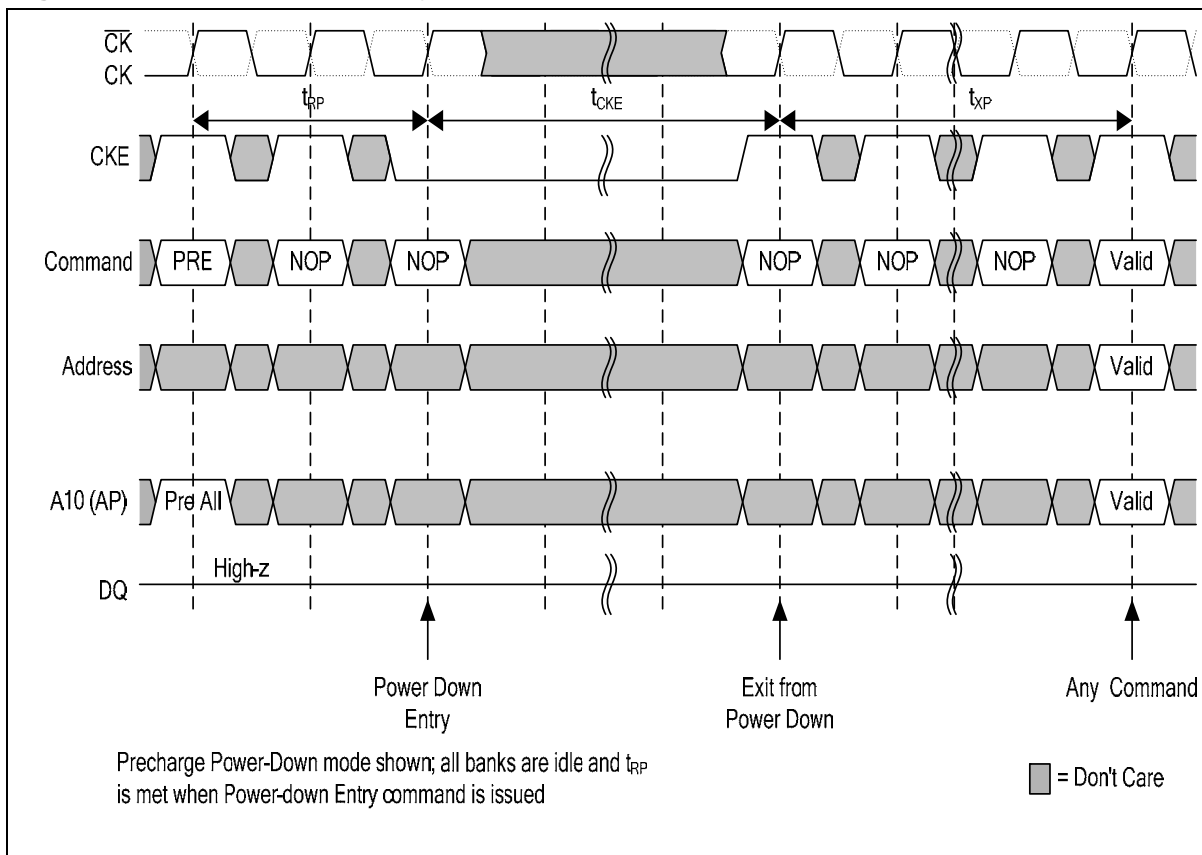 CK
CK
tRP
tCKE
tXP
CKE
Command
PRE
NOP
NOP
NOP
NOP
NOP
Valid
Address
Valid
A10 (AP)
Pre All
Valid
High-z
DQ
Power Down
Entry
Exit from
Power Down
Any Command
Precharge Power-Down mode shown; all banks are idle and tRP
is met when Power-down Entry command is issued
= Don't Care